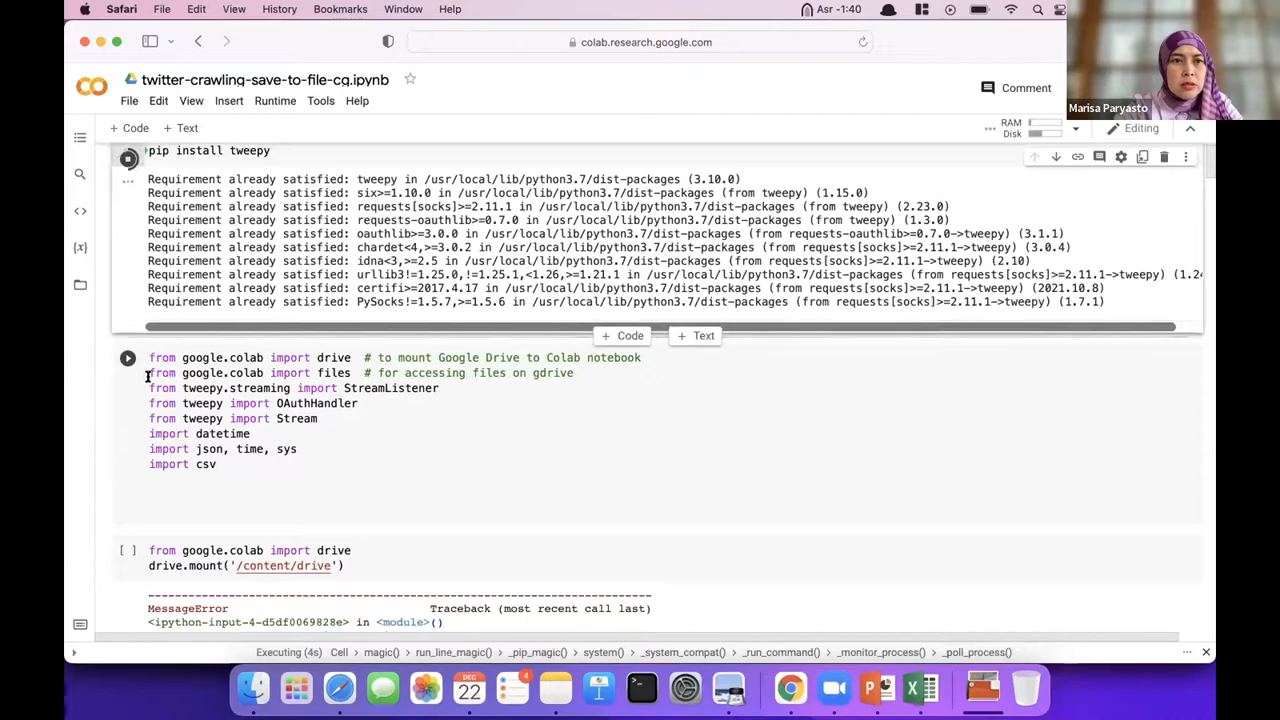 Safari File Edit View History Bookmarks Window Help Asr -1:40
colab.research.google.com
twitter-crawling-save-to-file-cg.ipynb
File Edit View Insert Runtime Tools Help
Comment
Marisa Paryasto
+ Code + Text
RAM
Disk
Editing
pip install tweepy
Requirement already satisfied: tweepy in /usr/local/lib/python3.7/dist-packages (3.10.0)
Requirement already satisfied: six>=1.10.0 in /usr/local/lib/python3.7/dist-packages (from tweepy) (1.15.0)
Requirement already satisfied: requests[socks]>=2.11.1 in /usr/local/lib/python3.7/dist-packages (from tweepy) (2.23.0)
Requirement already satisfied: requests-oauthlib>=0.7.0 in /usr/local/lib/python3.7/dist-packages (from tweepy) (1.3.0)
Requirement already satisfied: oauthlib>=3.0.0 in /usr/local/lib/python3.7/dist-packages (from requests-oauthlib>=0.7.0->tweepy) (3.1.1)
Requirement already satisfied: chardet<4,>=3.0.2 in /usr/local/lib/python3.7/dist-packages (from requests[socks]>=2.11.1->tweepy) (3.0.4)
Requirement already satisfied: idna<3,>=2.5 in /usr/local/lib/python3.7/dist-packages (from requests[socks]>=2.11.1->tweepy) (2.10)
Requirement already satisfied: urllib3!=1.25.0,!=1.25.1,<1.26,>=1.21.1 in /usr/local/lib/python3.7/dist-packages (from requests[socks]>=2.11.1->tweepy) (1.24
Requirement already satisfied: certifi>=2017.4.17 in /usr/local/lib/python3.7/dist-packages (from requests[socks]>=2.11.1->tweepy) (2021.10.8)
Requirement already satisfied: PySocks!=1.5.7,>=1.5.6 in /usr/local/lib/python3.7/dist-packages (from requests[socks]>=2.11.1->tweepy) (1.7.1)
+ Code + Text
from google.colab import drive # to mount Google Drive to Colab notebook
from google.colab import files # for accessing files on gdrive
from tweepy.streaming import StreamListener
from tweepy import OAuthHandler
from tweepy import Stream
import datetime
import json, time, sys
import csv
[ ] from google.colab import drive
drive.mount('/content/drive')
---------------------------------------------------------------------------
MessageError Traceback (most recent call last)
<ipython-input-4-d5df0069828e> in <module>()
Executing (4s) Cell magic() run_line_magic() _pip_magic() system() _system_compat() _run_command() _monitor_process() _poll_process()
4
DEC
22